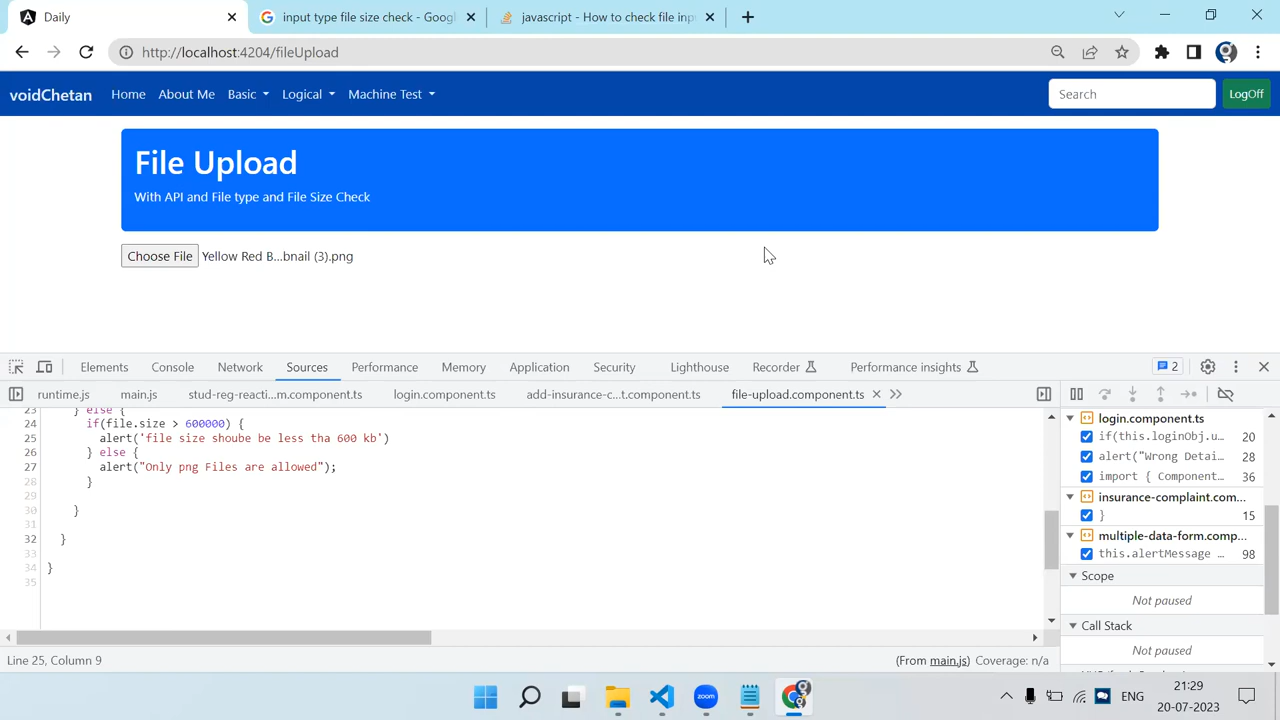 Daily
input type file size check - Googl
javascript - How to check file inp
http://localhost:4204/fileUpload
voidChetan Home About Me Basic Logical Machine Test Search LogOff
File Upload
With API and File type and File Size Check
Choose File Yellow Red B...bnail (3).png
Elements Console Network Sources Performance Memory Application Security Lighthouse Recorder Performance insights 2
runtime.js main.js stud-reg-reacti...m.component.ts login.component.ts add-insurance-c...t.component.ts file-upload.component.ts
23 } else {
24 if(file.size > 600000) {
25 alert('file size shoube be less tha 600 kb')
26 } else {
27 alert("Only png Files are allowed");
28 }
29
30 }
31
32 }
33
34 }
35
login.component.ts
if(this.loginObj.u... 20
alert("Wrong Detai... 28
import { Component... 36
insurance-complaint.com...
} 15
multiple-data-form.comp...
this.alertMessage ... 98
Scope
Not paused
Call Stack
Not paused
Line 25, Column 9
(From main.js) Coverage: n/a
ENG
21:29
20-07-2023